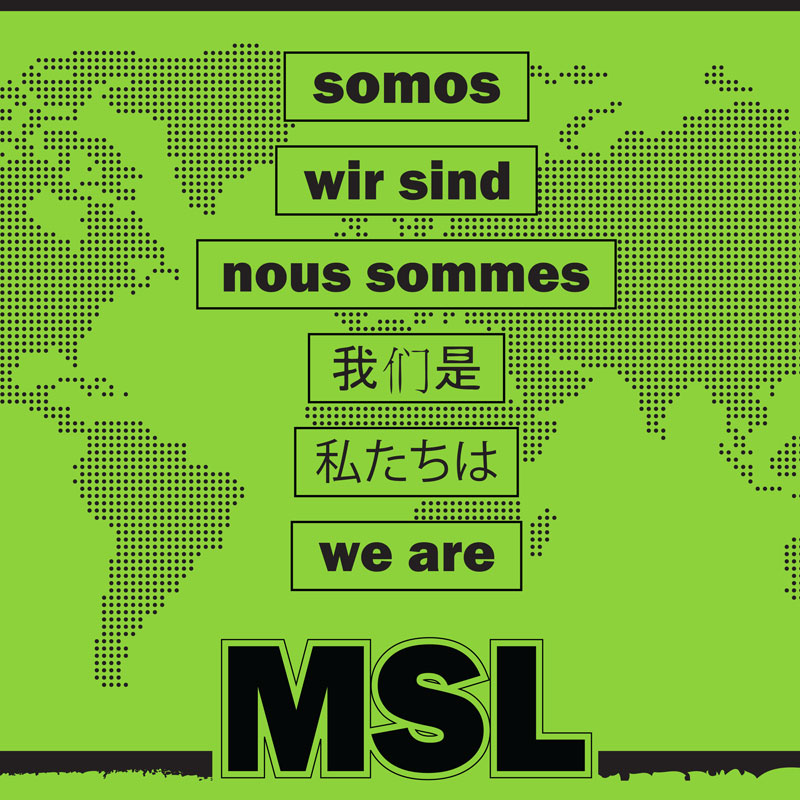 somos
wir sind
nous sommes
我们是
私たちは
we are
MSL